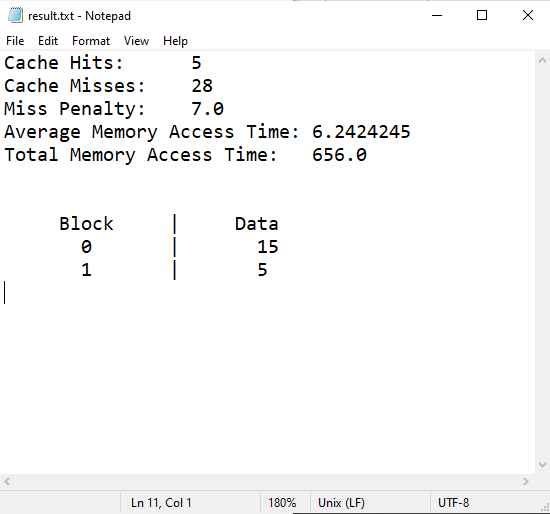 result.txt - Notepad
File Edit Format View Help
Cache Hits: 5
Cache Misses: 28
Miss Penalty: 7.0
Average Memory Access Time: 6.2424245
Total Memory Access Time: 656.0
Block | Data
0 | 15
1 | 5
Ln 11, Col 1 180% Unix (LF) UTF-8